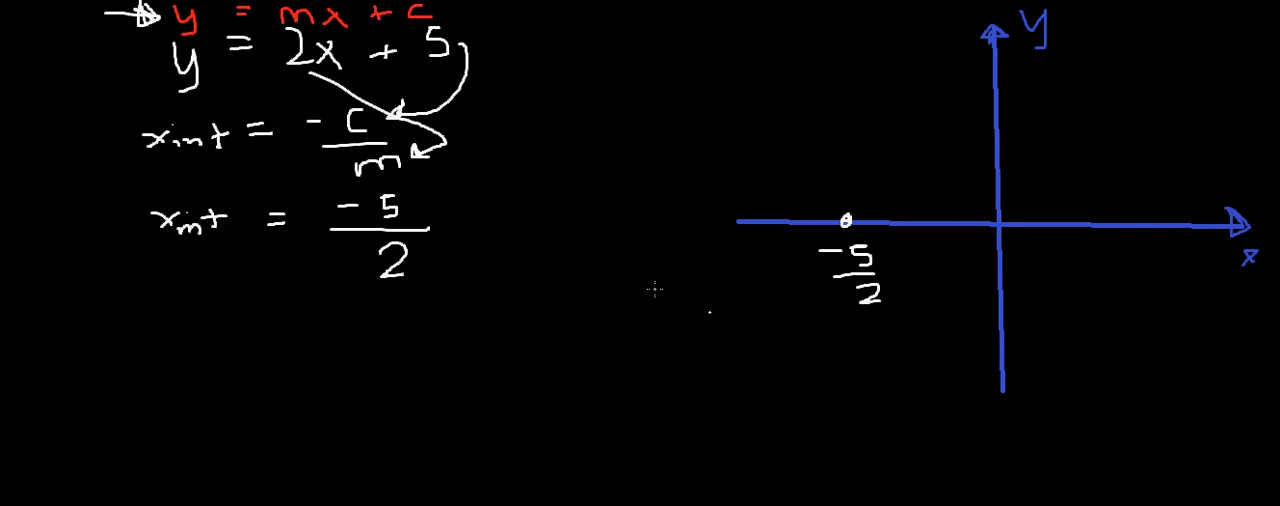 y = mx + c
y = 2x + 5
xint = -c/m
xint = -5/2
y
x
-5/2